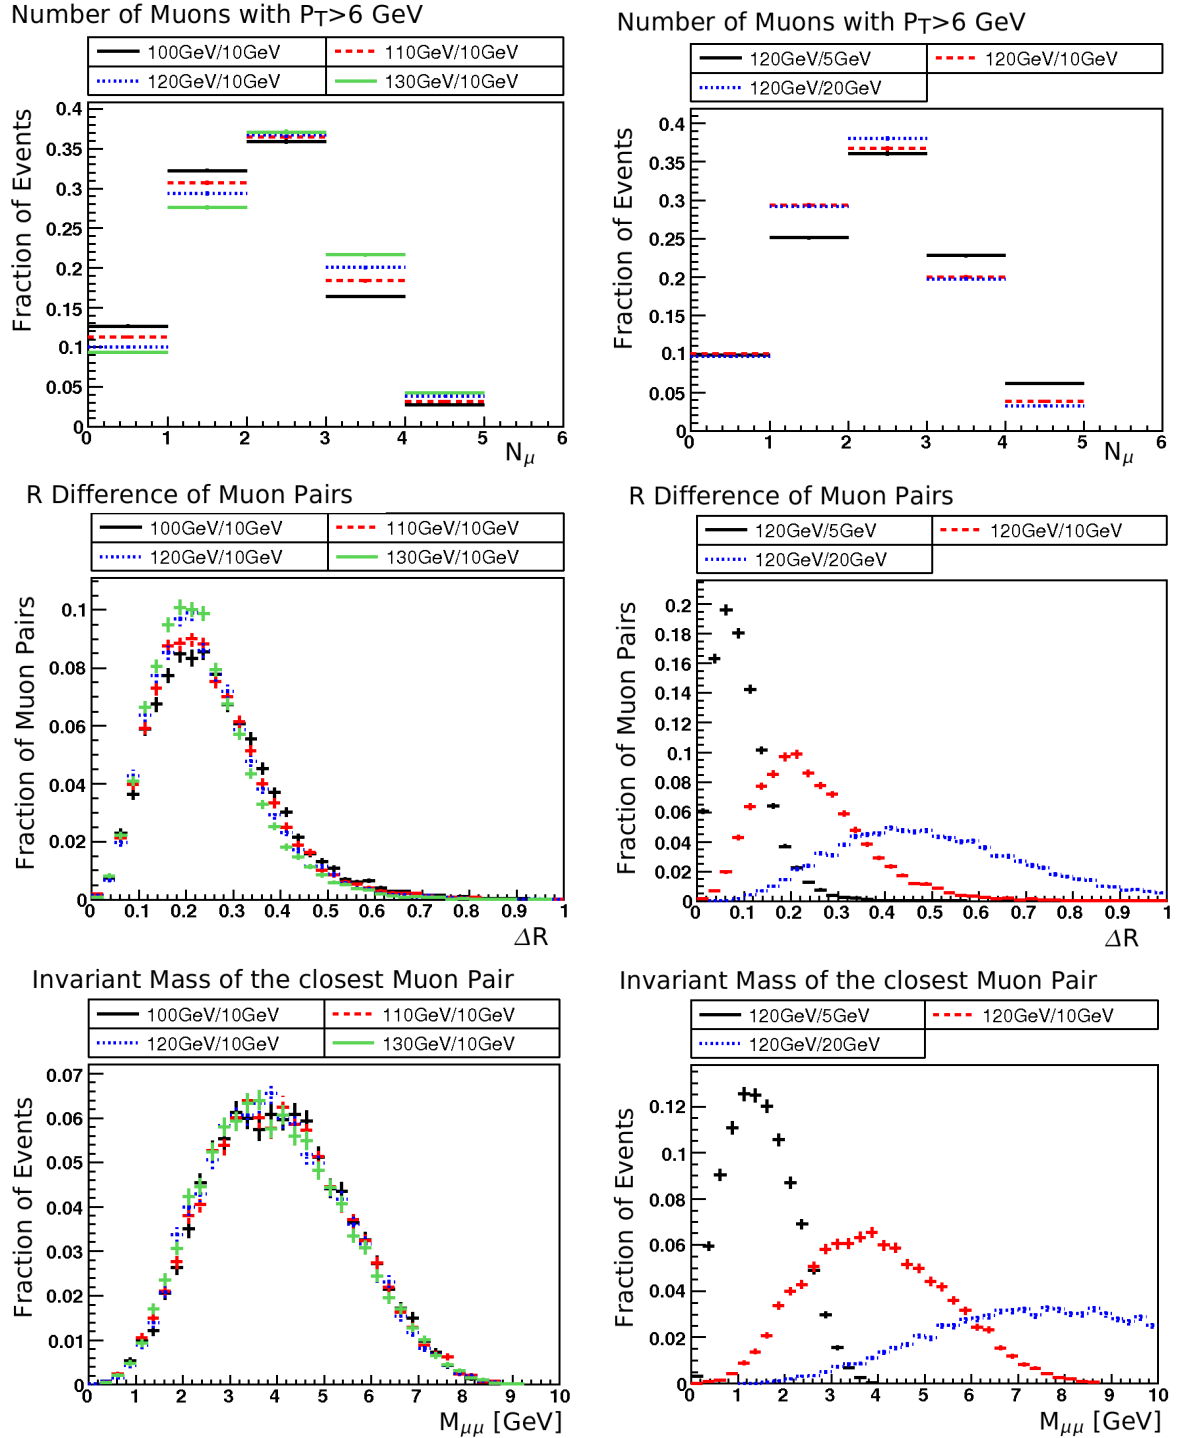 Number of Muons with PT>6 GeV
100GeV/10GeV 110GeV/10GeV
120GeV/10GeV 130GeV/10GeV
Fraction of Events
0.4
0.35
0.3
0.25
0.2
0.15
0.1
0.05
0
0 1 2 3 4 5 6
Nμ
Number of Muons with PT>6 GeV
120GeV/5GeV 120GeV/10GeV
120GeV/20GeV
Fraction of Events
0.4
0.35
0.3
0.25
0.2
0.15
0.1
0.05
0
0 1 2 3 4 5 6
Nμ
R Difference of Muon Pairs
100GeV/10GeV 110GeV/10GeV
120GeV/10GeV 130GeV/10GeV
Fraction of Muon Pairs
0.1
0.08
0.06
0.04
0.02
0
0 0.1 0.2 0.3 0.4 0.5 0.6 0.7 0.8 0.9 1
ΔR
R Difference of Muon Pairs
120GeV/5GeV 120GeV/10GeV
120GeV/20GeV
Fraction of Muon Pairs
0.2
0.18
0.16
0.14
0.12
0.1
0.08
0.06
0.04
0.02
0
0 0.1 0.2 0.3 0.4 0.5 0.6 0.7 0.8 0.9 1
ΔR
Invariant Mass of the closest Muon Pair
100GeV/10GeV 110GeV/10GeV
120GeV/10GeV 130GeV/10GeV
Fraction of Events
0.07
0.06
0.05
0.04
0.03
0.02
0.01
0
0 1 2 3 4 5 6 7 8 9 10
Mμμ [GeV]
Invariant Mass of the closest Muon Pair
120GeV/5GeV 120GeV/10GeV
120GeV/20GeV
Fraction of Events
0.12
0.1
0.08
0.06
0.04
0.02
0
0 1 2 3 4 5 6 7 8 9 10
Mμμ [GeV]